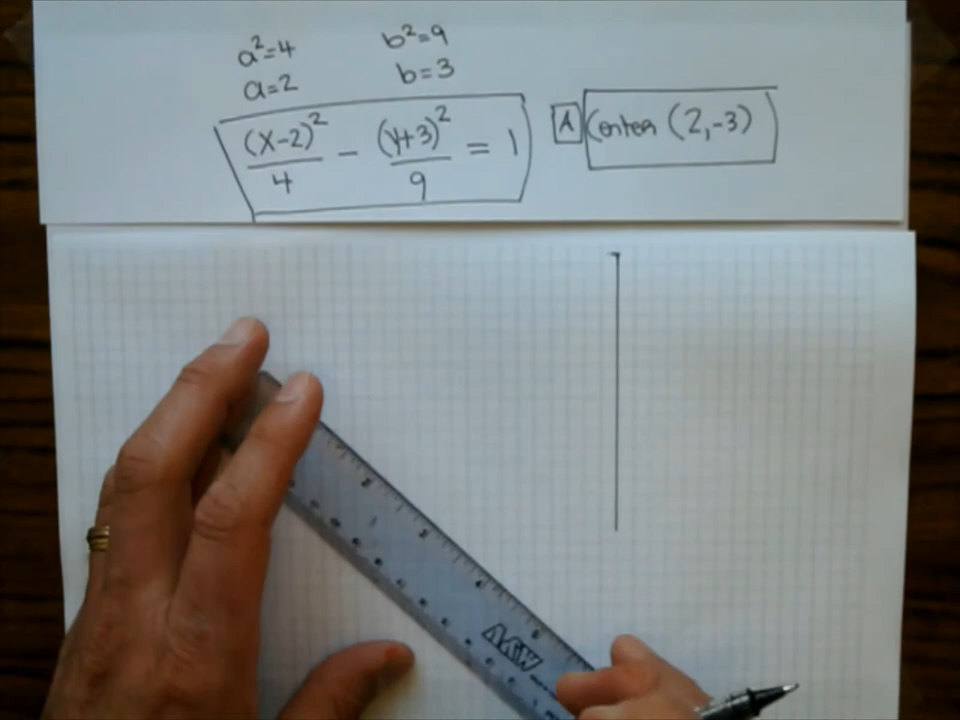 a²=4 b²=9
a=2 b=3
(x-2)²/4 - (y+3)²/9 = 1
A Center (2,-3)